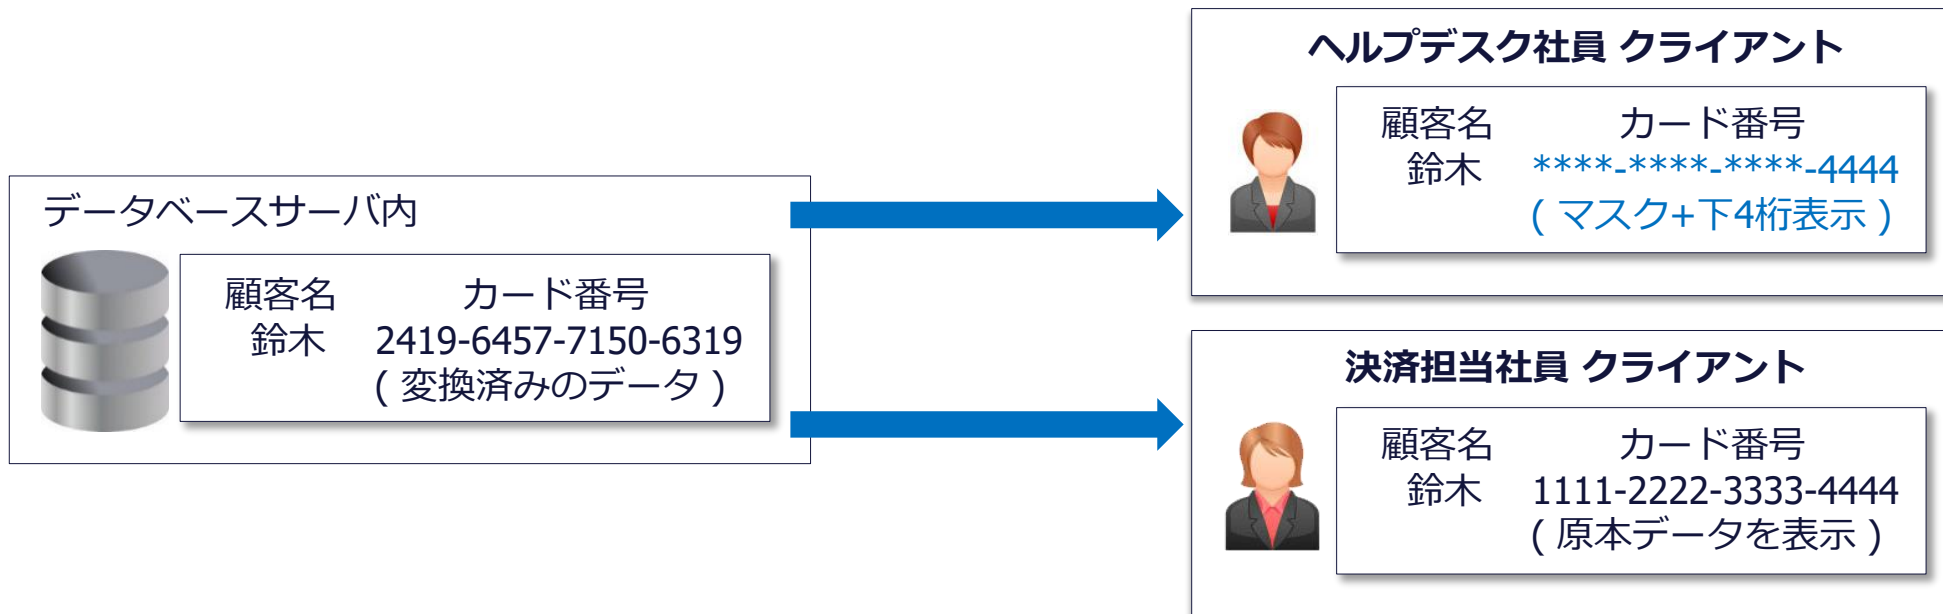 データベースサーバ内
顧客名 カード番号
鈴木 2419-6457-7150-6319
( 変換済みのデータ )
ヘルプデスク社員 クライアント
顧客名 カード番号
鈴木 ****-****-****-4444
( マスク+下4桁表示 )
決済担当社員 クライアント
顧客名 カード番号
鈴木 1111-2222-3333-4444
( 原本データを表示 )